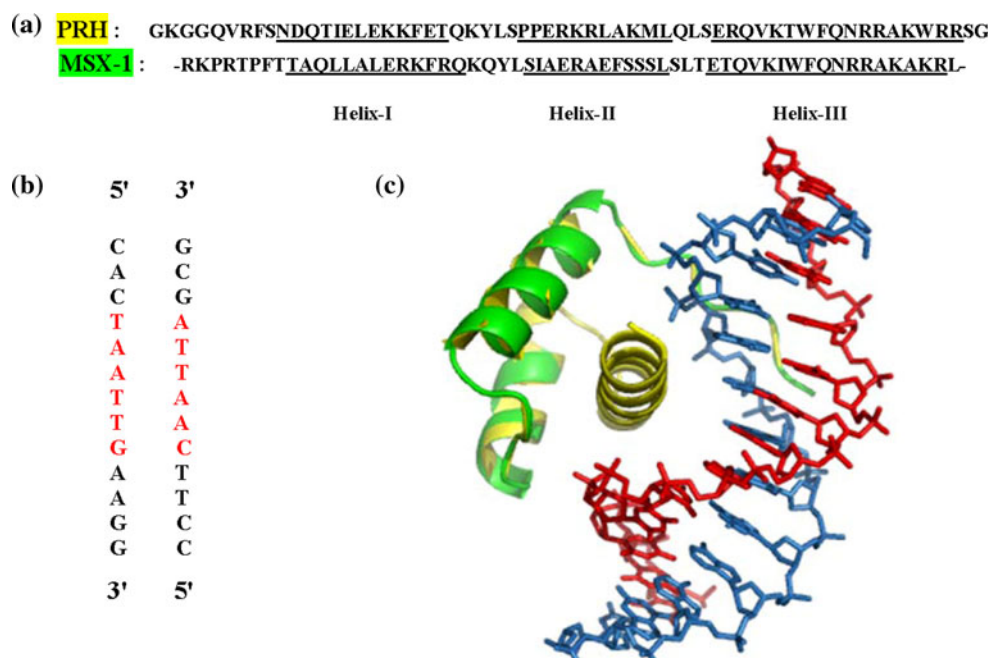 (a) PRH : GKGGQVRFSNDQTIELEKKFETQKYLSPPERKRLAKMLQLSERQVKTWFQNRRAKWRRSG
MSX-1 : -RKPRTPFTTAQLLALERKFRQKQYLSIAERAEFSSSLSLTETQVKIWFQNRRAKAKRL-
Helix-I Helix-II Helix-III
(b) 5' 3'
C G
A C
C G
T A
A T
A T
T A
T A
G C
A T
A T
G C
G C
3' 5'
(c)